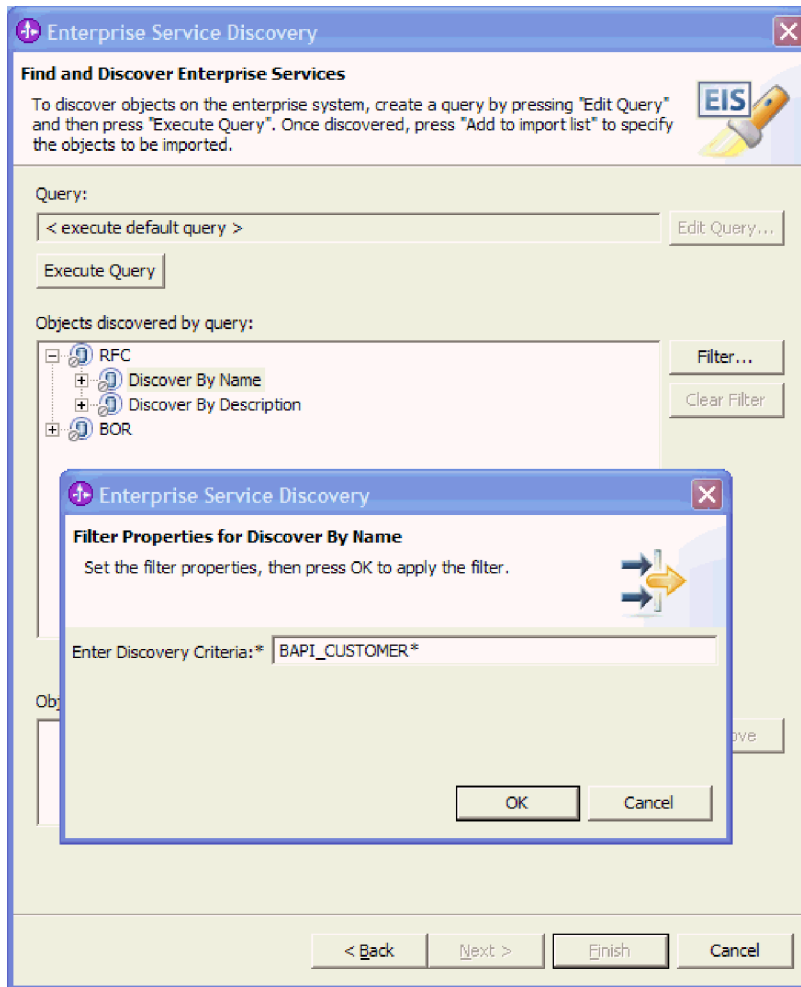 Enterprise Service Discovery
Find and Discover Enterprise Services
To discover objects on the enterprise system, create a query by pressing "Edit Query"
and then press "Execute Query". Once discovered, press "Add to import list" to specify
the objects to be imported.
EIS
Query:
< execute default query >
Edit Query...
Execute Query
Objects discovered by query:
RFC
Filter...
Discover By Name
Discover By Description
Clear Filter
BOR
Enterprise Service Discovery
Filter Properties for Discover By Name
Set the filter properties, then press OK to apply the filter.
Enter Discovery Criteria:* BAPI_CUSTOMER*
OK
Cancel
< Back
Next >
Finish
Cancel